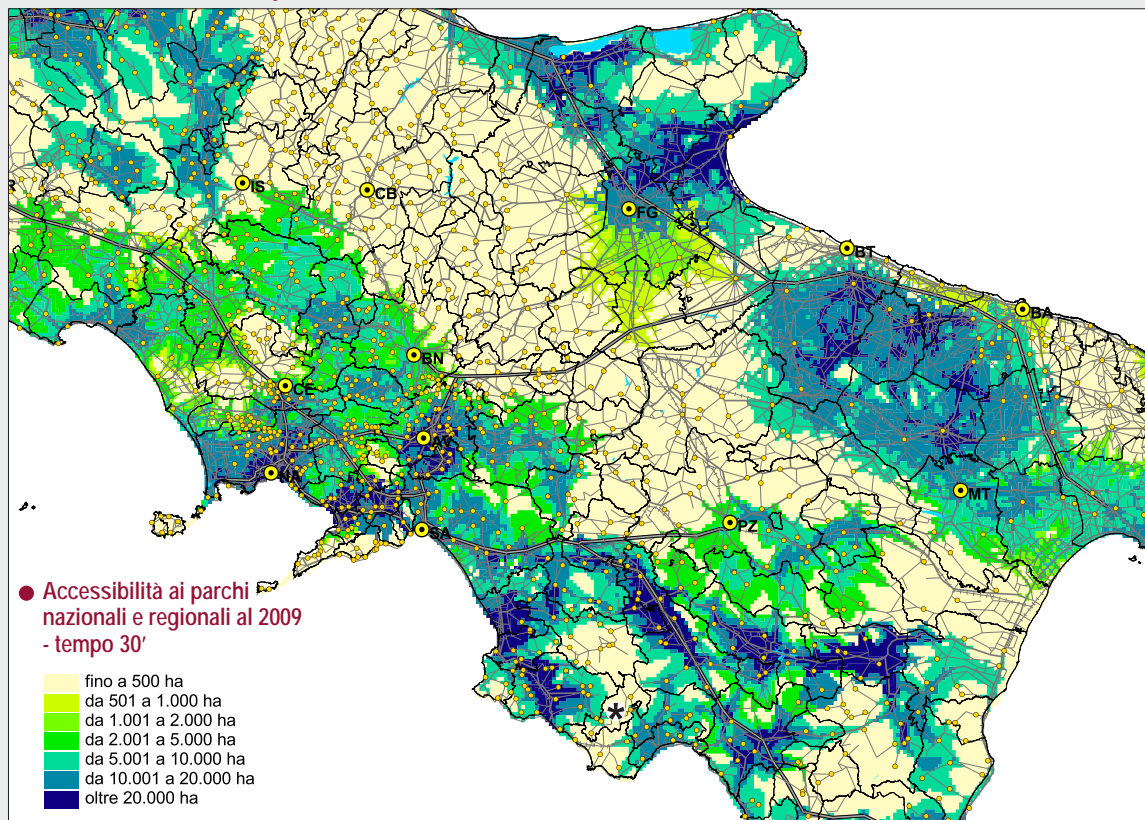 IS
CB
FG
BT
BA
BN
CE
AV
NA
MT
PZ
SA
*
● Accessibilità ai parchi
nazionali e regionali al 2009
- tempo 30’
fino a 500 ha
da 501 a 1.000 ha
da 1.001 a 2.000 ha
da 2.001 a 5.000 ha
da 5.001 a 10.000 ha
da 10.001 a 20.000 ha
oltre 20.000 ha